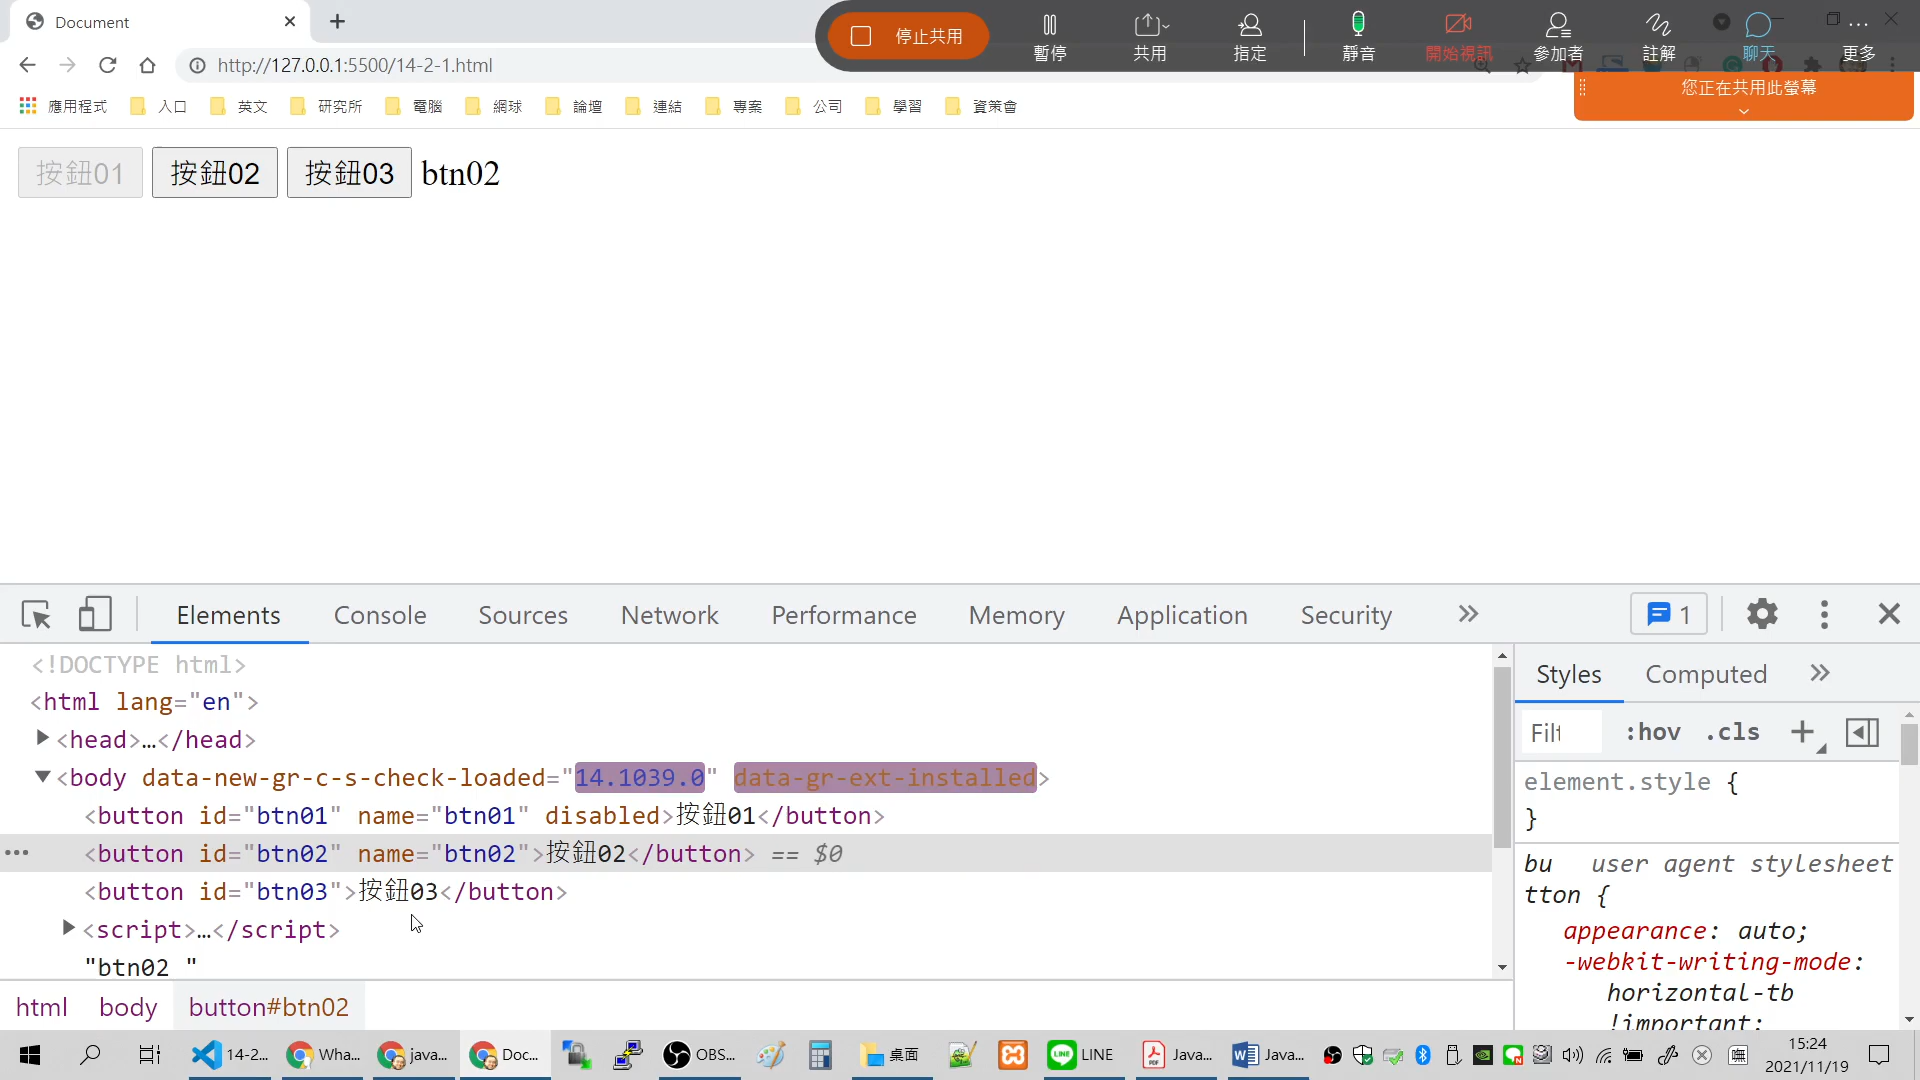 Document
停止共用
暫停
共用
指定
靜音
開始視訊
參加者
註解
聊天
更多
http://127.0.0.1:5500/14-2-1.html
您正在共用此螢幕
應用程式 入口 英文 研究所 電腦 網球 論壇 連結 專案 公司 學習 資策會
按鈕01 按鈕02 按鈕03 btn02
Elements Console Sources Network Performance Memory Application Security 1
<!DOCTYPE html>
<html lang="en">
<head>…</head>
<body data-new-gr-c-s-check-loaded="14.1039.0" data-gr-ext-installed>
<button id="btn01" name="btn01" disabled>按鈕01</button>
<button id="btn02" name="btn02">按鈕02</button> == $0
<button id="btn03">按鈕03</button>
<script>…</script>
"btn02 "
html body button#btn02
Styles Computed
Filt :hov .cls
element.style {
}
bu user agent stylesheet
tton {
appearance: auto;
-webkit-writing-mode:
horizontal-tb
!important;
14-2... Wha... java... Doc... OBS... 桌面 LINE Java... Java...
15:24
2021/11/19